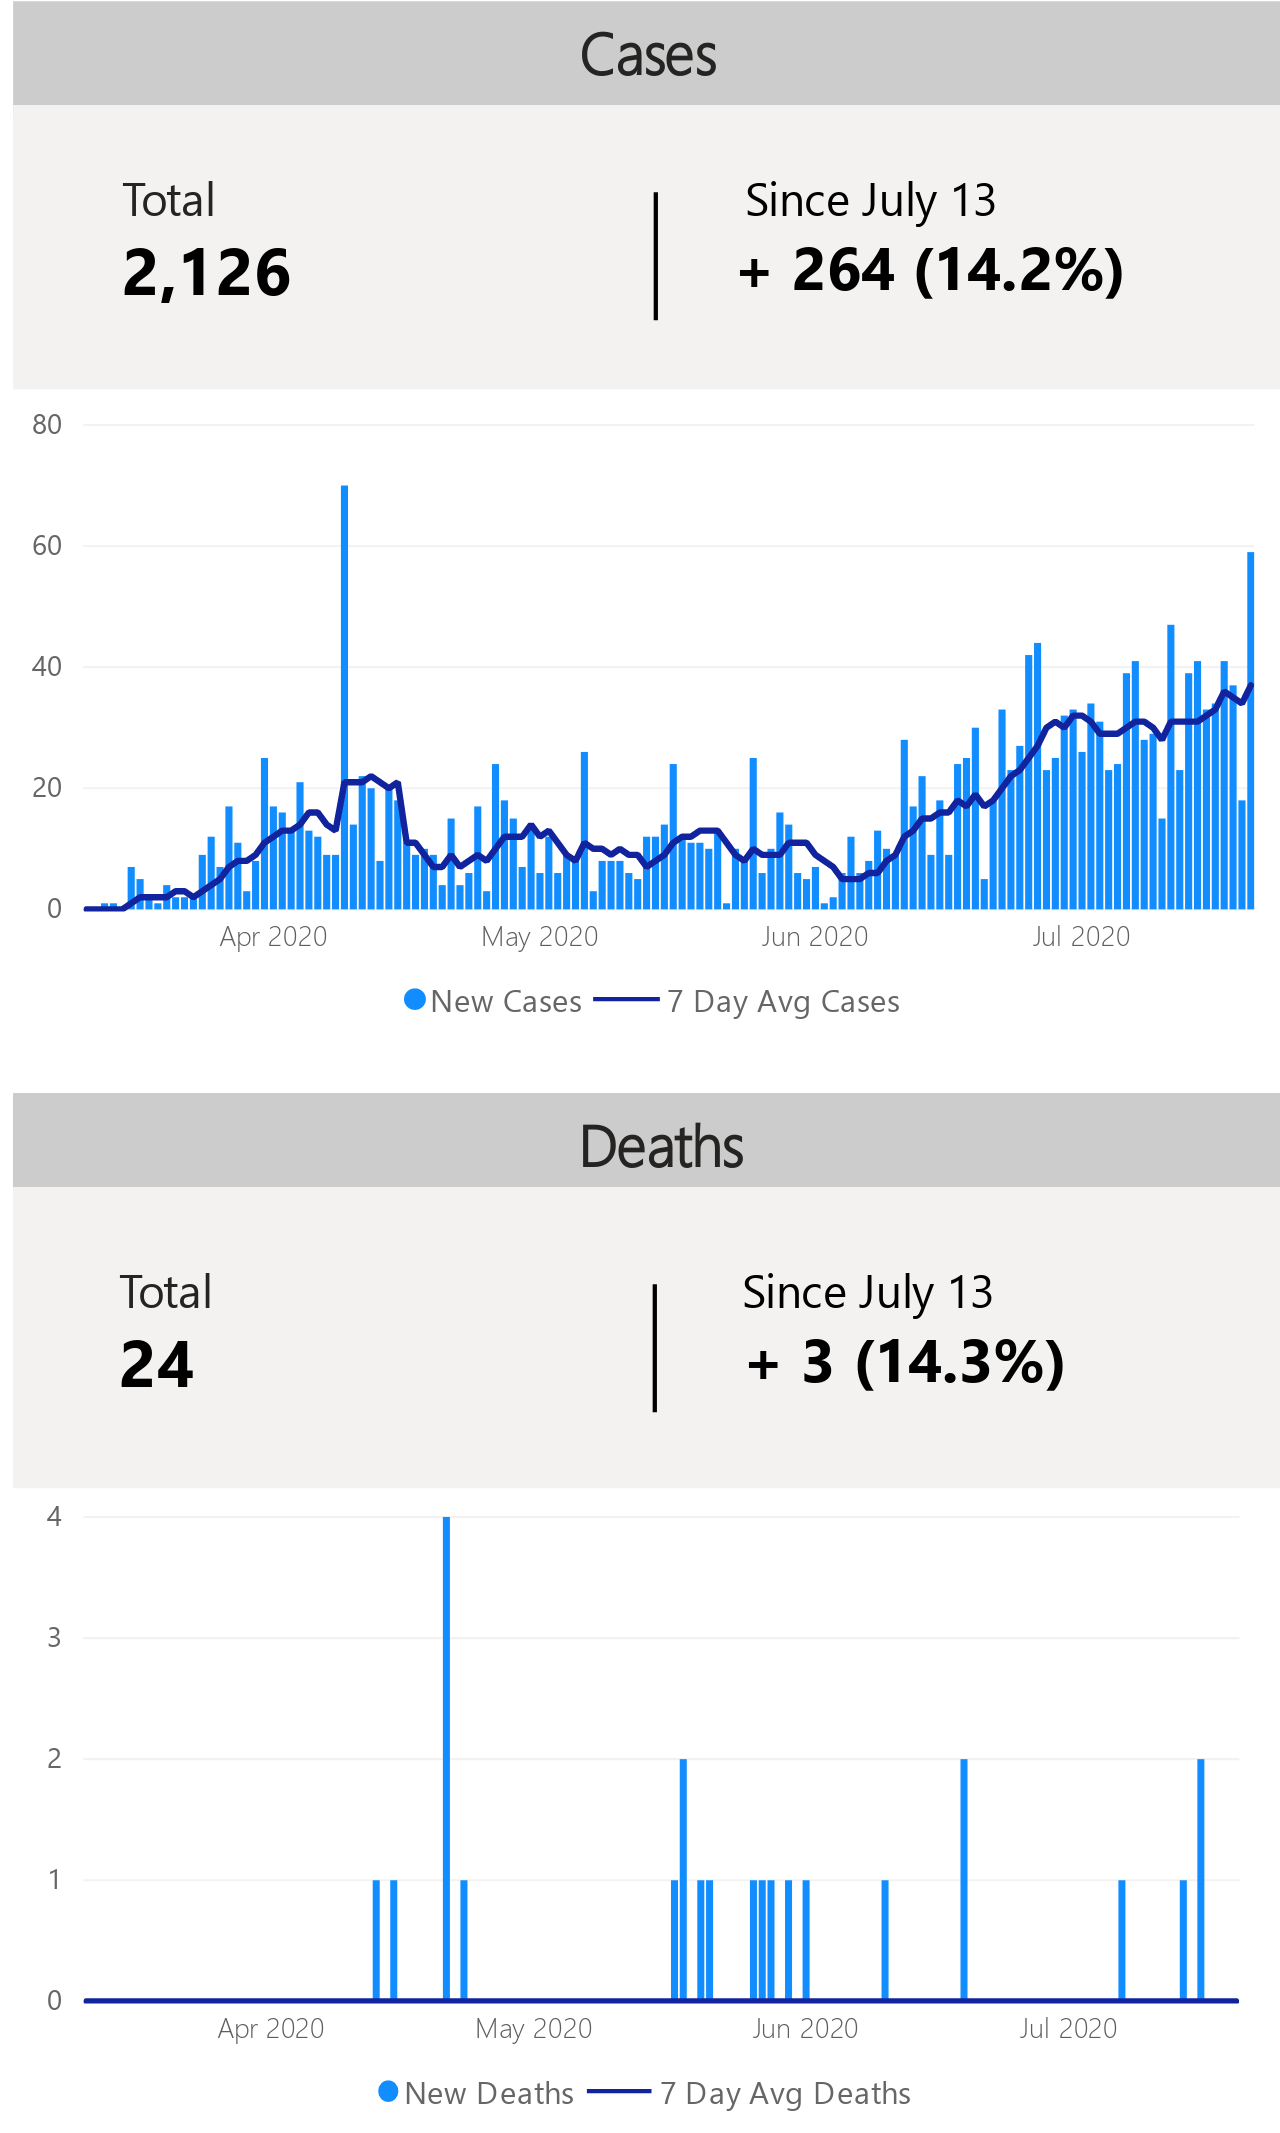 Cases
Total
Since July 13
2,126
+ 264 (14.2%)
80
60
40
20
0
Apr 2020
May 2020
Jun 2020
Jul 2020
New Cases
7 Day Avg Cases
Deaths
Total
Since July 13
24
+ 3 (14.3%)
4
3
2
1
0
Apr 2020
May 2020
Jun 2020
Jul 2020
New Deaths
7 Day Avg Deaths